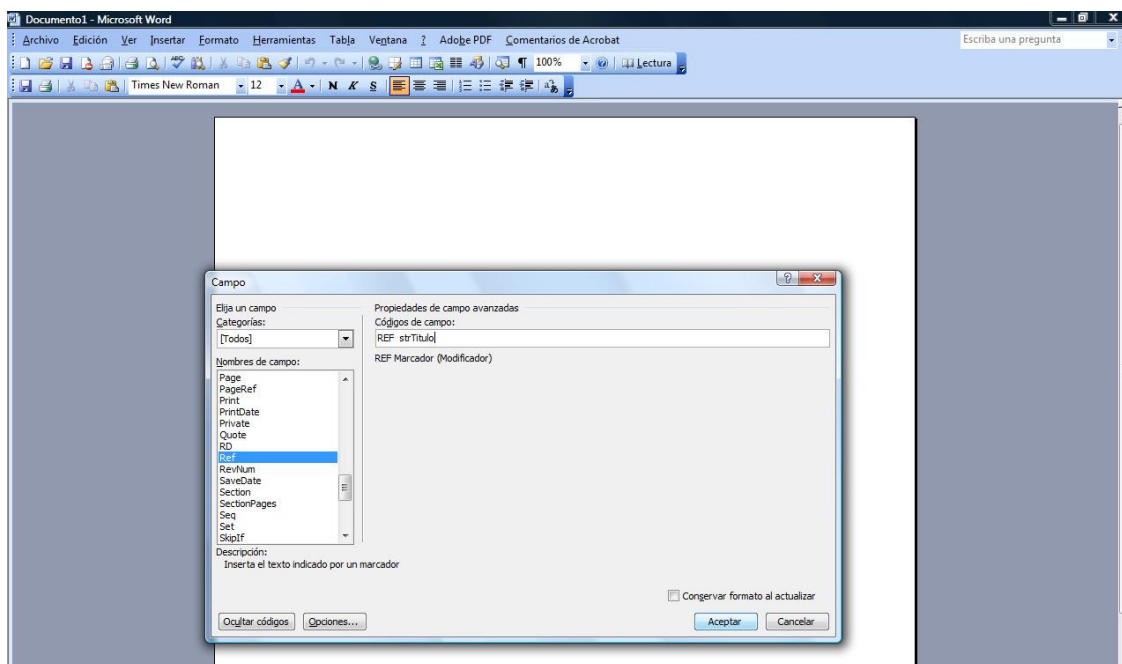 Documento1 - Microsoft Word
Archivo Edición Ver Insertar Formato Herramientas Tabla Ventana ? Adobe PDF Comentarios de Acrobat Escriba una pregunta
100% Lectura
Times New Roman 12 N K S
Campo
Elija un campo
Categorías:
[Todos]
Nombres de campo:
Page
PageRef
Print
PrintDate
Private
Quote
RD
Ref
RevNum
SaveDate
Section
SectionPages
Seq
Set
SkipIf
Descripción:
Inserta el texto indicado por un marcador
Propiedades de campo avanzadas
Códigos de campo:
REF strTitulo
REF Marcador (Modificador)
Conservar formato al actualizar
Ocultar códigos Opciones... Aceptar Cancelar